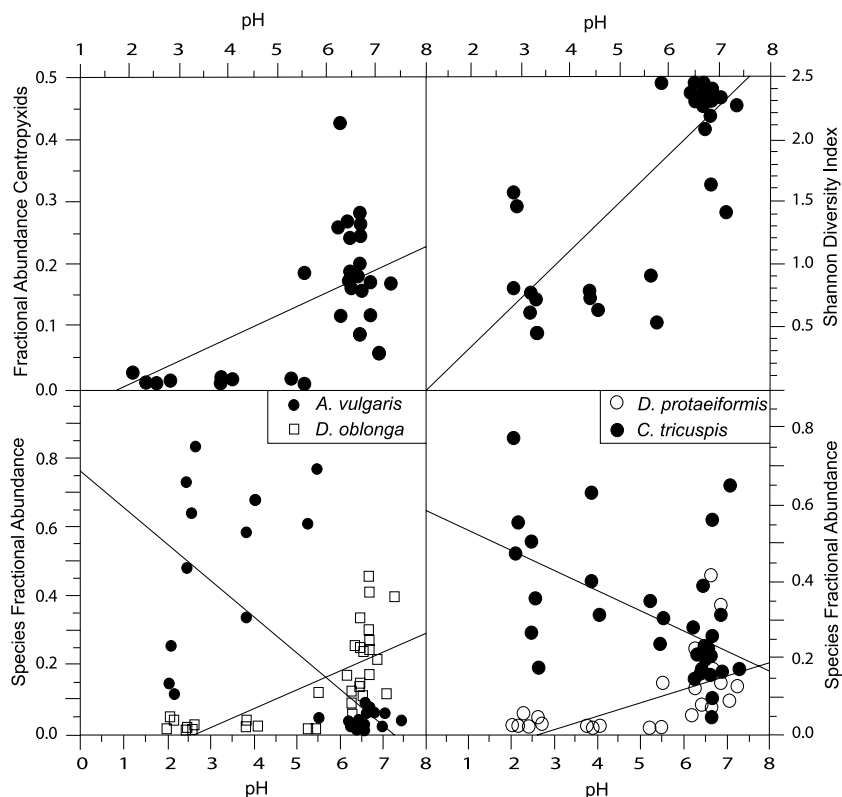 pH
pH
1 2 3 4 5 6 7 8
2 3 4 5 6 7 8
Fractional Abundance Centropyxids
0.5
0.4
0.3
0.2
0.1
0.0
2.5
2.0
1.5
1.0
0.5
Shannon Diversity Index
A. vulgaris
D. oblonga
D. protaeiformis
C. tricuspis
Species Fractional Abundance
0.8
0.6
0.4
0.2
0.0
0.8
0.6
0.4
0.2
0.0
Species Fractional Abundance
0 1 2 3 4 5 6 7 8
1 2 3 4 5 6 7 8
pH
pH